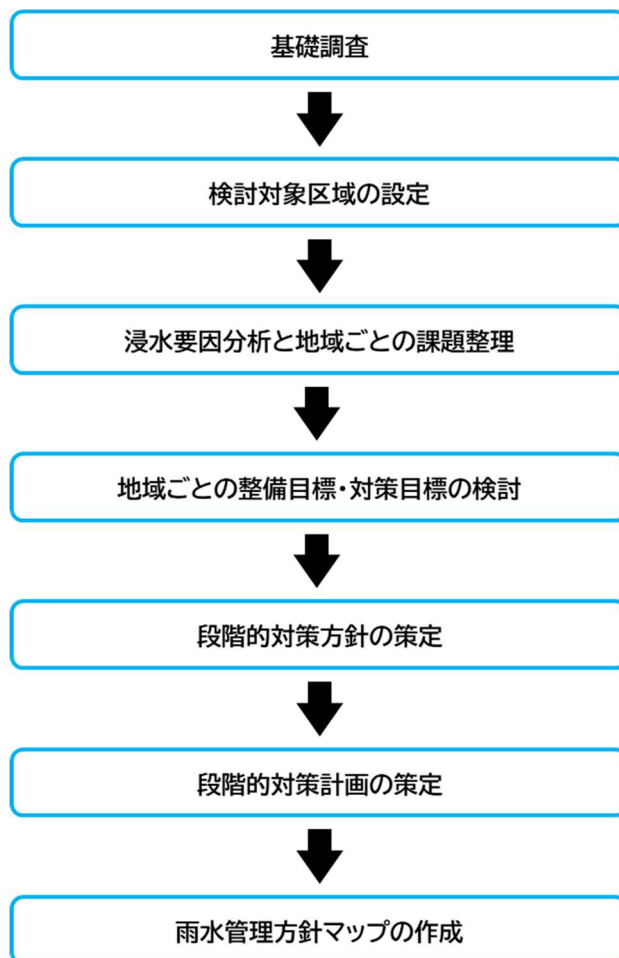 基礎調査
検討対象区域の設定
浸水要因分析と地域ごとの課題整理
地域ごとの整備目標・対策目標の検討
段階的対策方針の策定
段階的対策計画の策定
雨水管理方針マップの作成